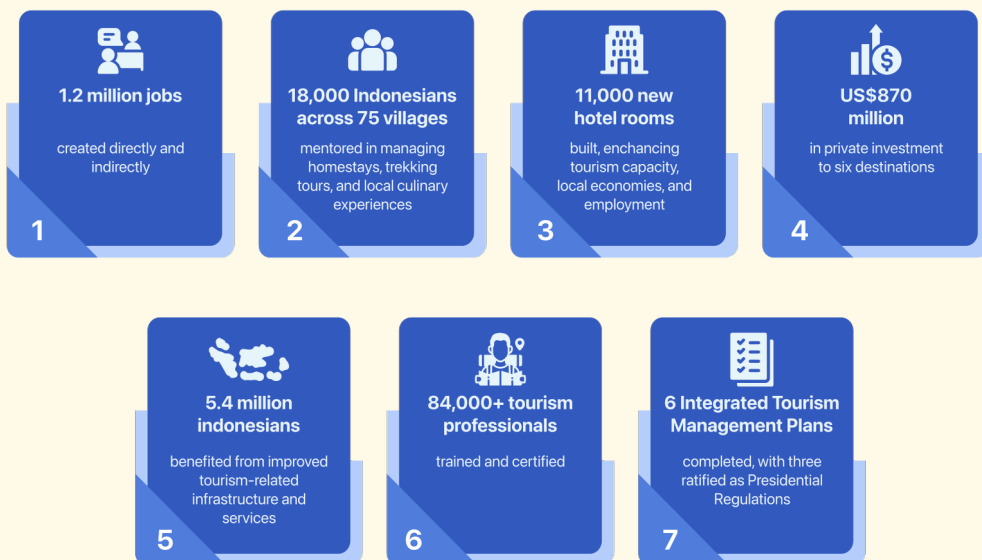 1.2 million jobs
created directly and
indirectly
1
18,000 Indonesians
across 75 villages
mentored in managing
homestays, trekking
tours, and local culinary
experiences
2
11,000 new
hotel rooms
built, enchancing
tourism capacity,
local economies, and
employment
3
US$870
million
in private investment
to six destinations
4
5.4 million
indonesians
benefited from improved
tourism-related
infrastructure and
services
5
84,000+ tourism
professionals
trained and certified
6
6 Integrated Tourism
Management Plans
completed, with three
ratified as Presidential
Regulations
7